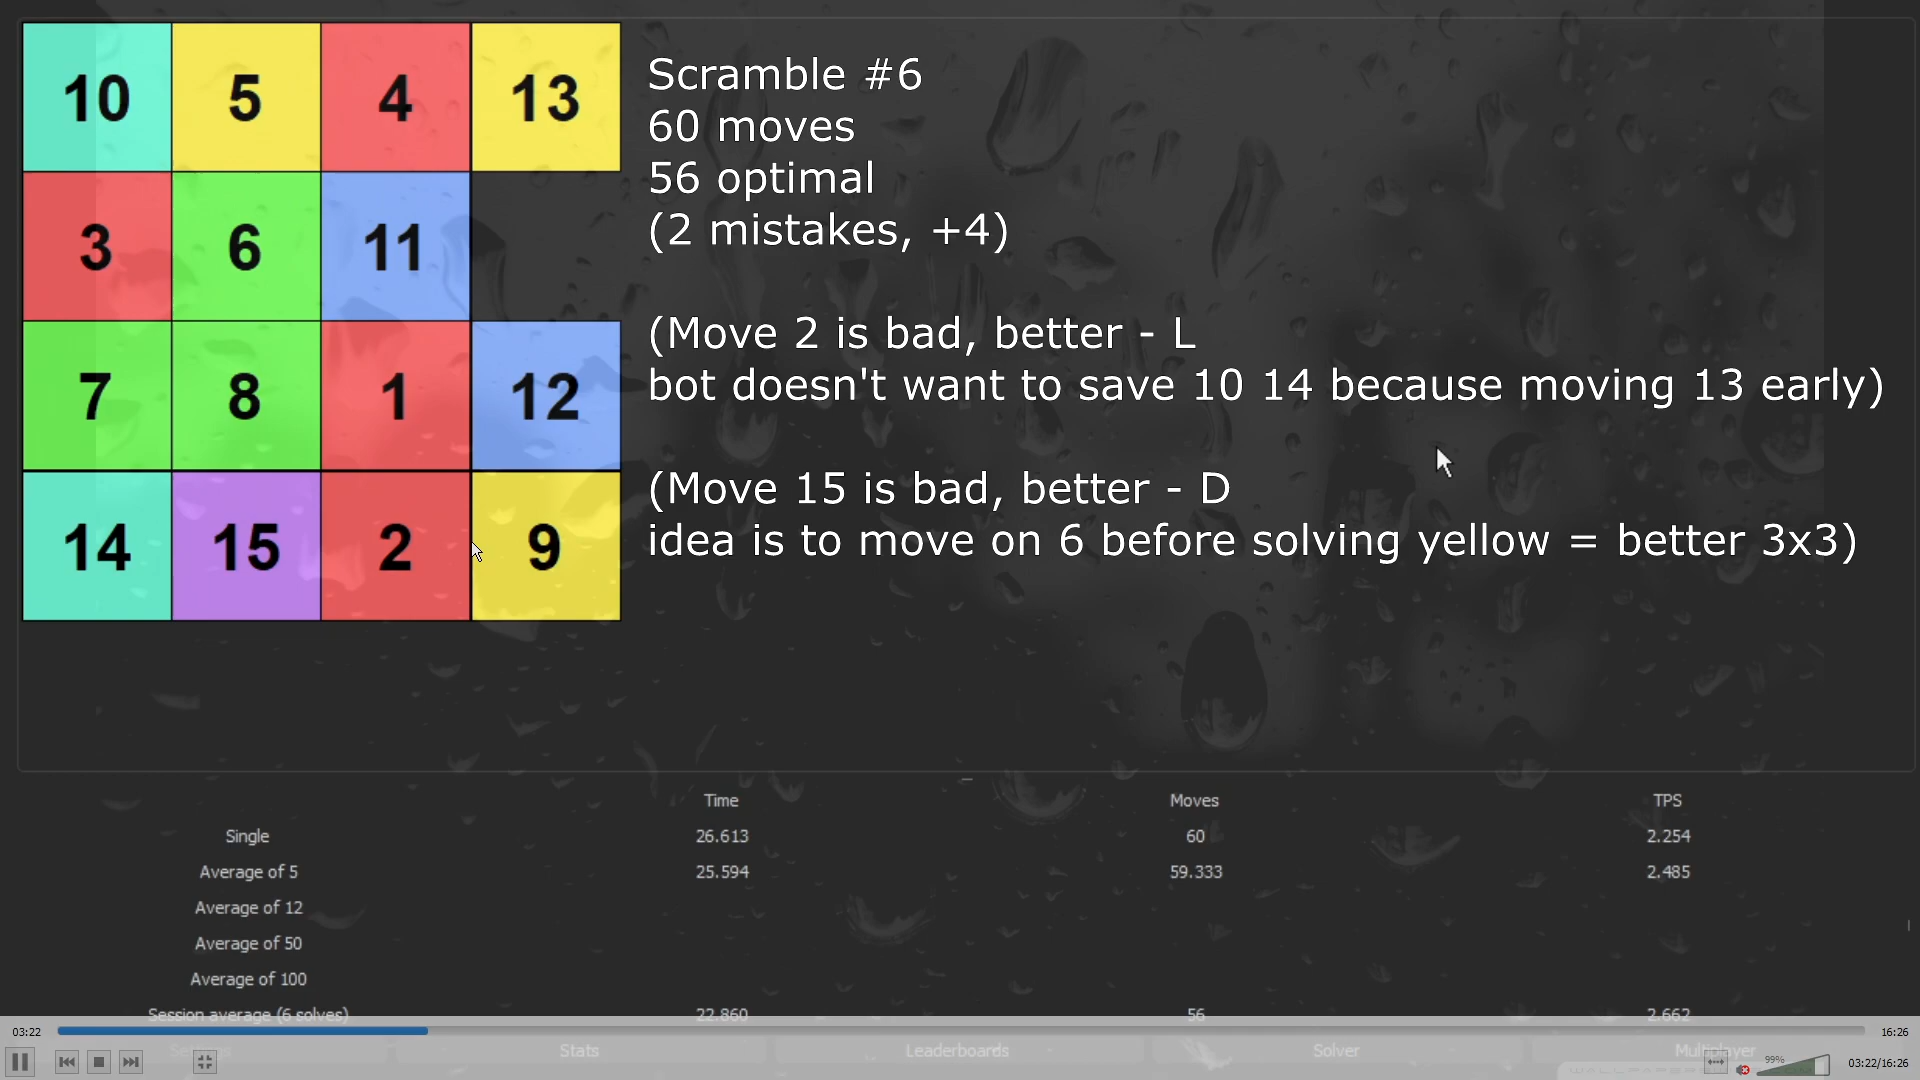 10 5 4 13
3 6 11
7 8 1 12
14 15 2 9
Scramble #6
60 moves
56 optimal
(2 mistakes, +4)
(Move 2 is bad, better - L
bot doesn't want to save 10 14 because moving 13 early)
(Move 15 is bad, better - D
idea is to move on 6 before solving yellow = better 3x3)
Time Moves TPS
Single 26.613 60 2.254
Average of 5 25.594 59.333 2.485
Average of 12
Average of 50
Average of 100
Session average (6 solves) 22.860 56 2.662
03:22 16:26
Stats Leaderboards Solver Multiplayer
99% 03:22/16:26